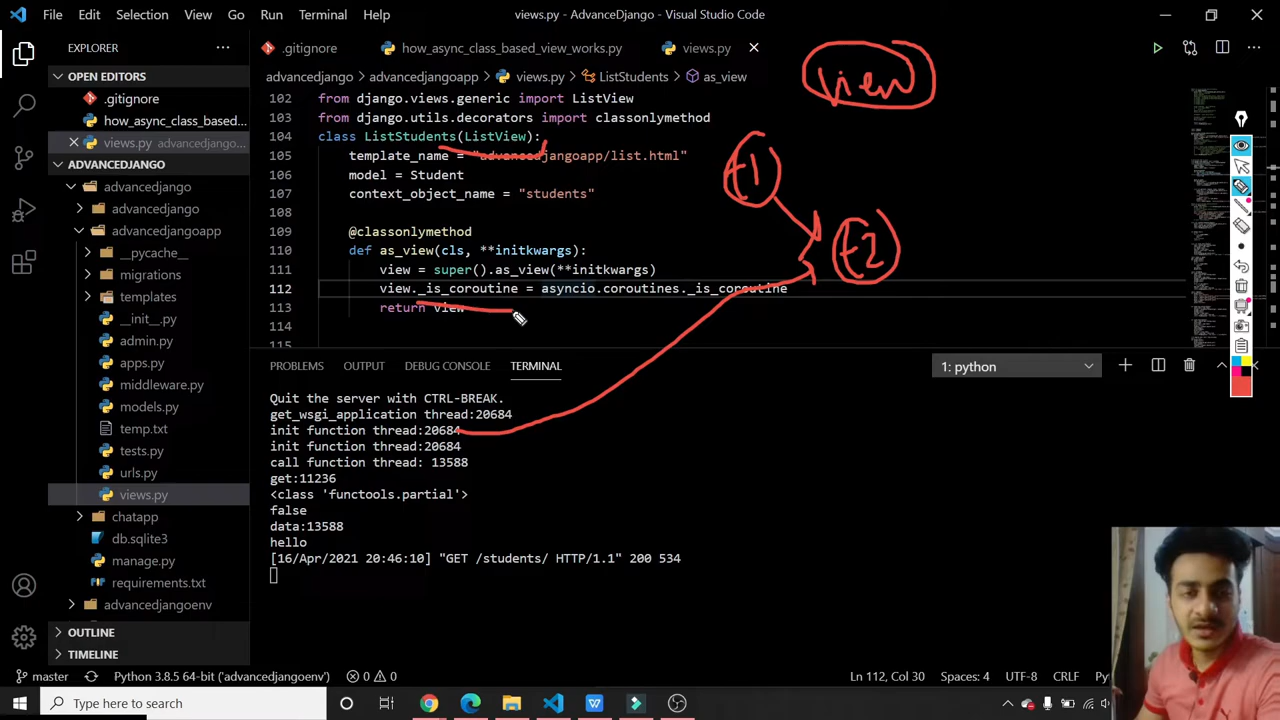 File Edit Selection View Go Run Terminal Help
views.py - AdvanceDjango - Visual Studio Code
EXPLORER
OPEN EDITORS
.gitignore
how_async_class_based...
views.py advancedjango...
ADVANCEDJANGO
advancedjango
advancedjango
advancedjangoapp
__pycache__
migrations
templates
__init__.py
admin.py
apps.py
middleware.py
models.py
temp.txt
tests.py
urls.py
views.py
chatapp
db.sqlite3
manage.py
requirements.txt
advancedjangoenv
OUTLINE
TIMELINE
.gitignore how_async_class_based_view_works.py views.py
advancedjango advancedjangoapp views.py ListStudents as_view
View
t1
t2
102 from django.views.generic import ListView
103 from django.utils.decorators import classonlymethod
104 class ListStudents(ListView):
105 template_name = "advancedjangoapp/list.html"
106 model = Student
107 context_object_name = "students"
108
109 @classonlymethod
110 def as_view(cls, **initkwargs):
111 view = super().as_view(**initkwargs)
112 view._is_coroutine = asyncio.coroutines._is_coroutine
113 return view
114
115
PROBLEMS OUTPUT DEBUG CONSOLE TERMINAL 1: python
Quit the server with CTRL-BREAK.
get_wsgi_application thread:20684
init function thread:20684
init function thread:20684
call function thread: 13588
get:11236
<class 'functools.partial'>
false
data:13588
hello
[16/Apr/2021 20:46:10] "GET /students/ HTTP/1.1" 200 534
master Python 3.8.5 64-bit ('advancedjangoenv') 0 0 Ln 112, Col 30 Spaces: 4 UTF-8 CRLF Py
Type here to search